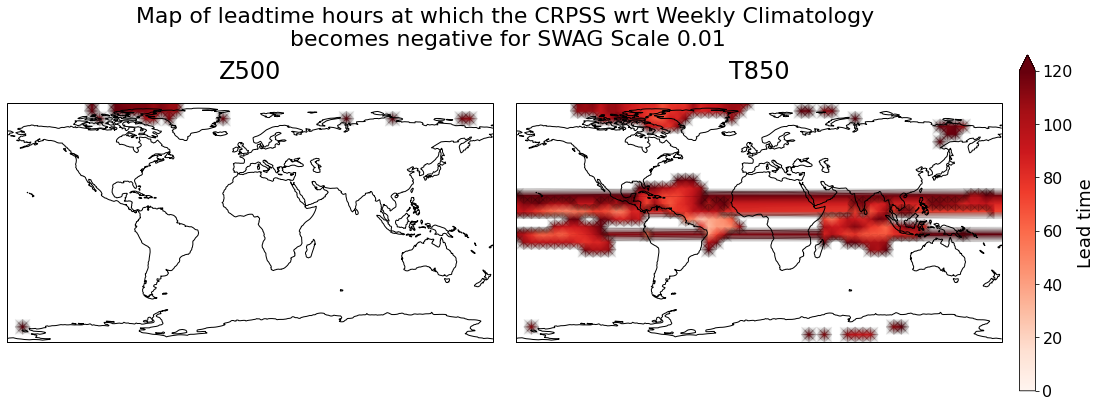 Map of leadtime hours at which the CRPSS wrt Weekly Climatology
becomes negative for SWAG Scale 0.01
Z500
T850
120
100
80
60
40
20
0
Lead time